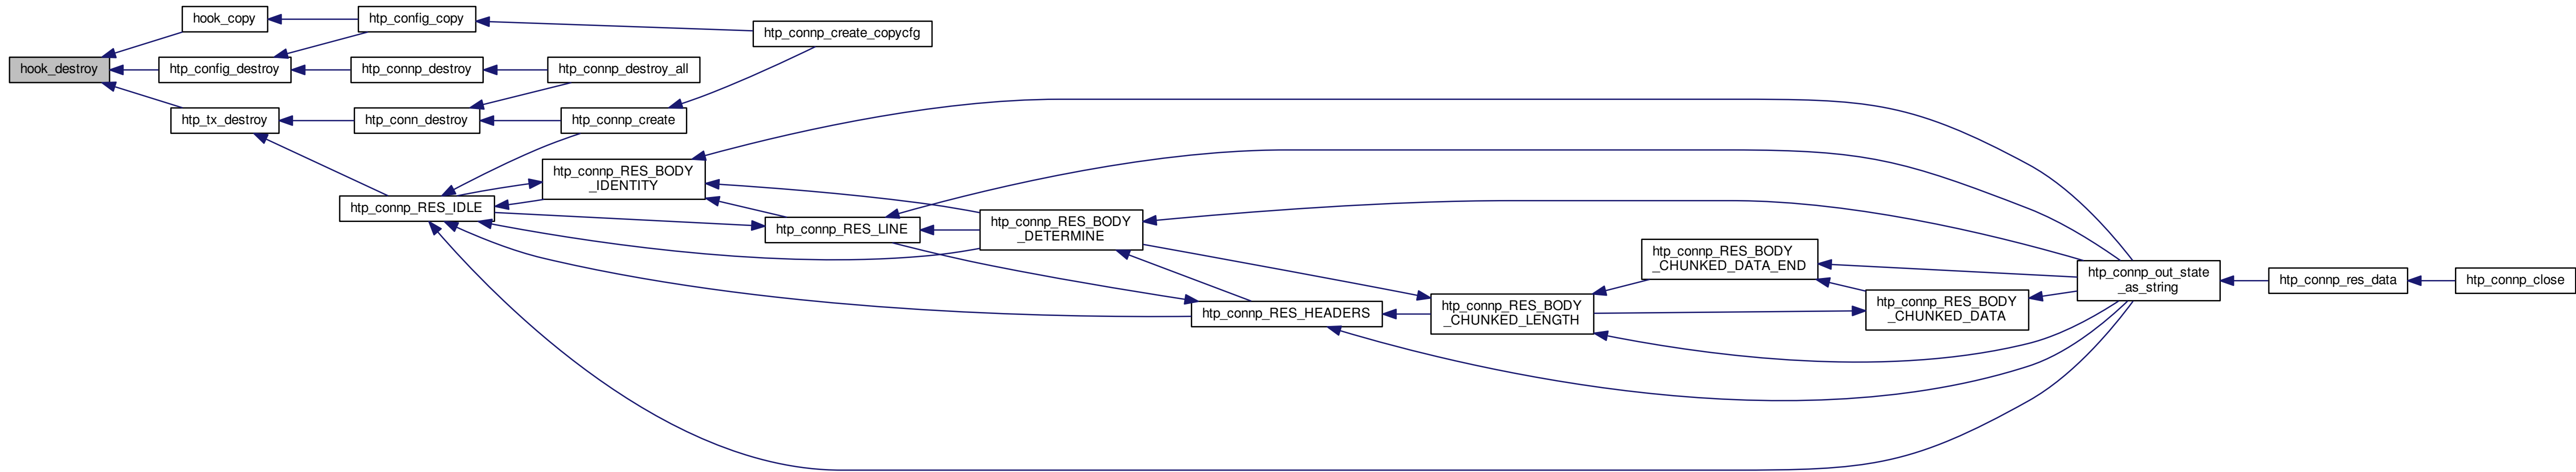 hook_destroy
hook_copy
htp_config_destroy
htp_tx_destroy
htp_config_copy
htp_connp_destroy
htp_conn_destroy
htp_connp_RES_IDLE
htp_connp_create_copycfg
htp_connp_destroy_all
htp_connp_create
htp_connp_RES_BODY
_IDENTITY
htp_connp_RES_LINE
htp_connp_RES_BODY
_DETERMINE
htp_connp_RES_HEADERS
htp_connp_RES_BODY
_CHUNKED_LENGTH
htp_connp_RES_BODY
_CHUNKED_DATA_END
htp_connp_RES_BODY
_CHUNKED_DATA
htp_connp_out_state
_as_string
htp_connp_res_data
htp_connp_close